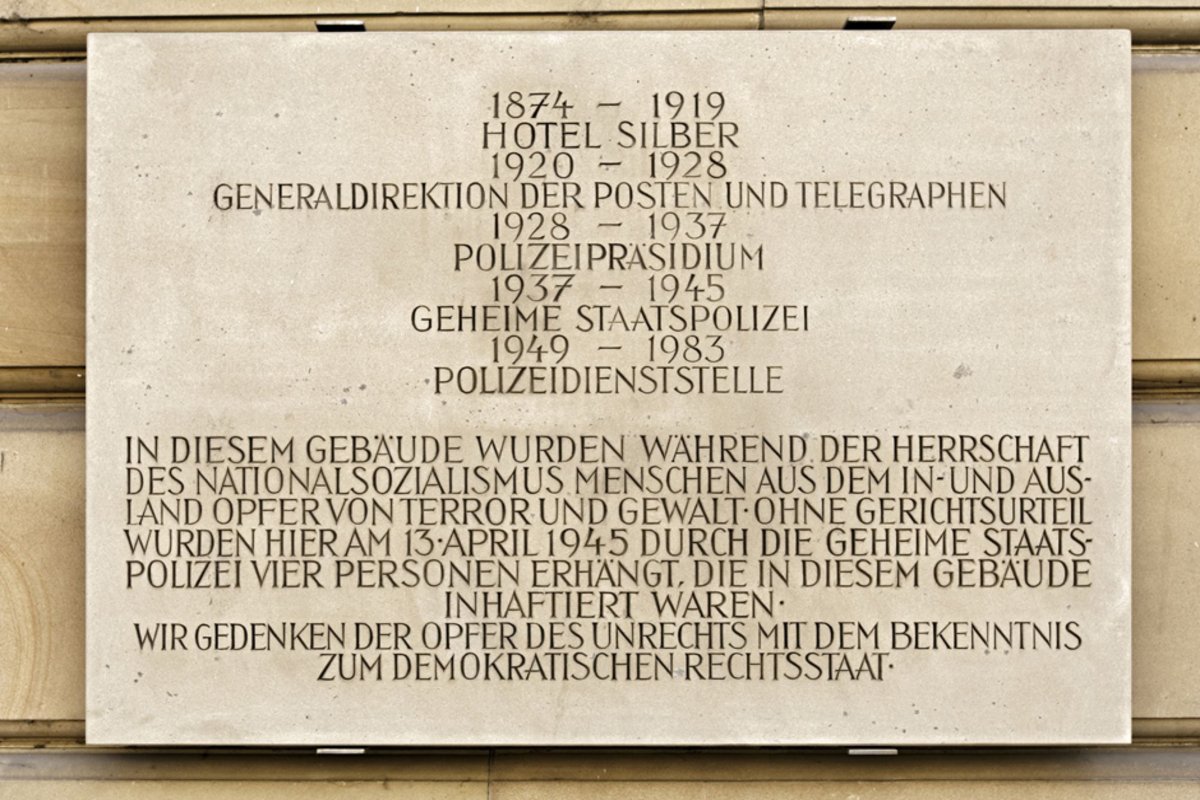 1874 – 1919
HOTEL SILBER
1920 – 1928
GENERALDIREKTION DER POSTEN UND TELEGRAPHEN
1928 – 1937
POLIZEIPRÄSIDIUM
1937 – 1945
GEHEIME STAATSPOLIZEI
1949 – 1983
POLIZEIDIENSTSTELLE
IN DIESEM GEBÄUDE WURDEN WÄHREND DER HERRSCHAFT
DES NATIONALSOZIALISMUS MENSCHEN AUS DEM IN-UND AUS-
LAND OPFER VON TERROR UND GEWALT· OHNE GERICHTSURTEIL
WURDEN HIER AM 13·APRIL 1945 DURCH DIE GEHEIME STAATS-
POLIZEI VIER PERSONEN ERHÄNGT, DIE IN DIESEM GEBÄUDE
INHAFTIERT WAREN·
WIR GEDENKEN DER OPFER DES UNRECHTS MIT DEM BEKENNTNIS
ZUM DEMOKRATISCHEN RECHTSSTAAT·